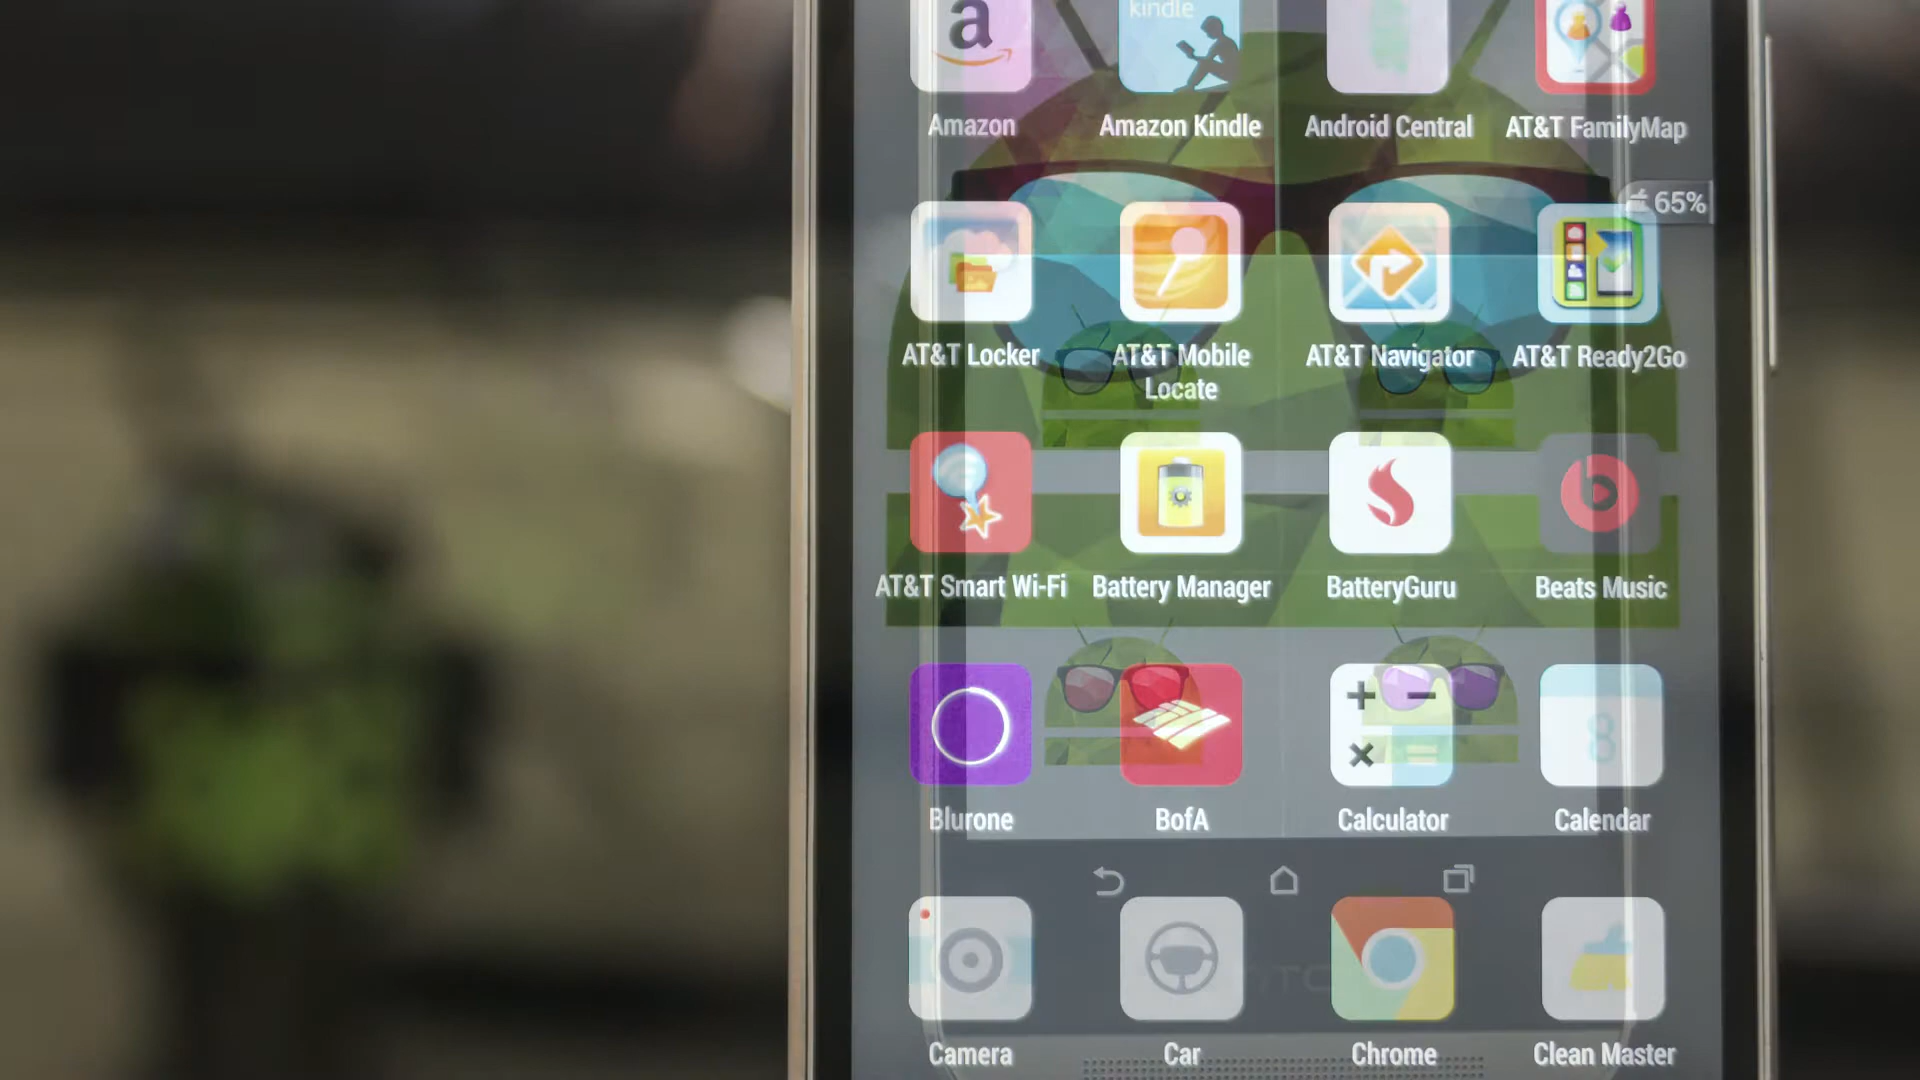 a
kindle
Amazon
Amazon Kindle
Android Central
AT&T FamilyMap
65%
AT&T Locker
AT&T Mobile
Locate
AT&T Navigator
AT&T Ready2Go
b
AT&T Smart Wi-Fi
Battery Manager
BatteryGuru
Beats Music
+ −
×
8
Blurone
BofA
Calculator
Calendar
Camera
Car
Chrome
Clean Master